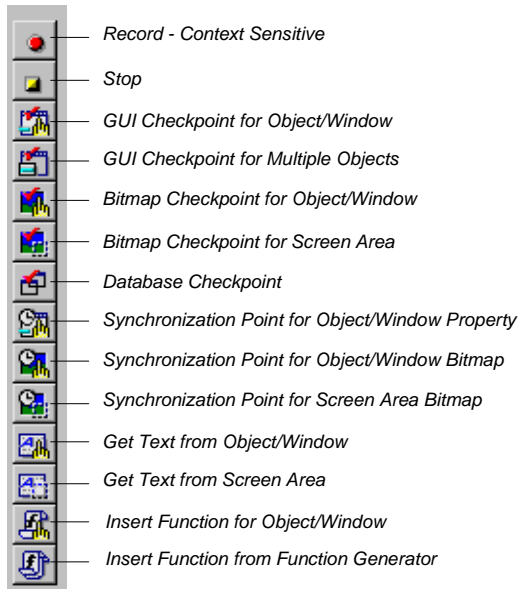 Record - Context Sensitive
Stop
GUI Checkpoint for Object/Window
GUI Checkpoint for Multiple Objects
Bitmap Checkpoint for Object/Window
Bitmap Checkpoint for Screen Area
Database Checkpoint
Synchronization Point for Object/Window Property
Synchronization Point for Object/Window Bitmap
Synchronization Point for Screen Area Bitmap
Get Text from Object/Window
Get Text from Screen Area
Insert Function for Object/Window
Insert Function from Function Generator